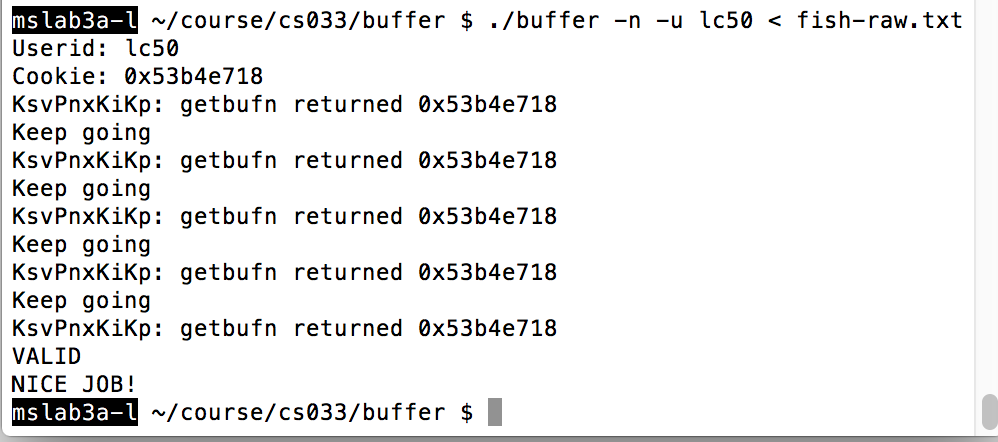 mslab3a-l ~/course/cs033/buffer $ ./buffer -n -u lc50 < fish-raw.txt
Userid: lc50
Cookie: 0x53b4e718
KsvPnxKiKp: getbufn returned 0x53b4e718
Keep going
KsvPnxKiKp: getbufn returned 0x53b4e718
Keep going
KsvPnxKiKp: getbufn returned 0x53b4e718
Keep going
KsvPnxKiKp: getbufn returned 0x53b4e718
Keep going
KsvPnxKiKp: getbufn returned 0x53b4e718
VALID
NICE JOB!
mslab3a-l ~/course/cs033/buffer $